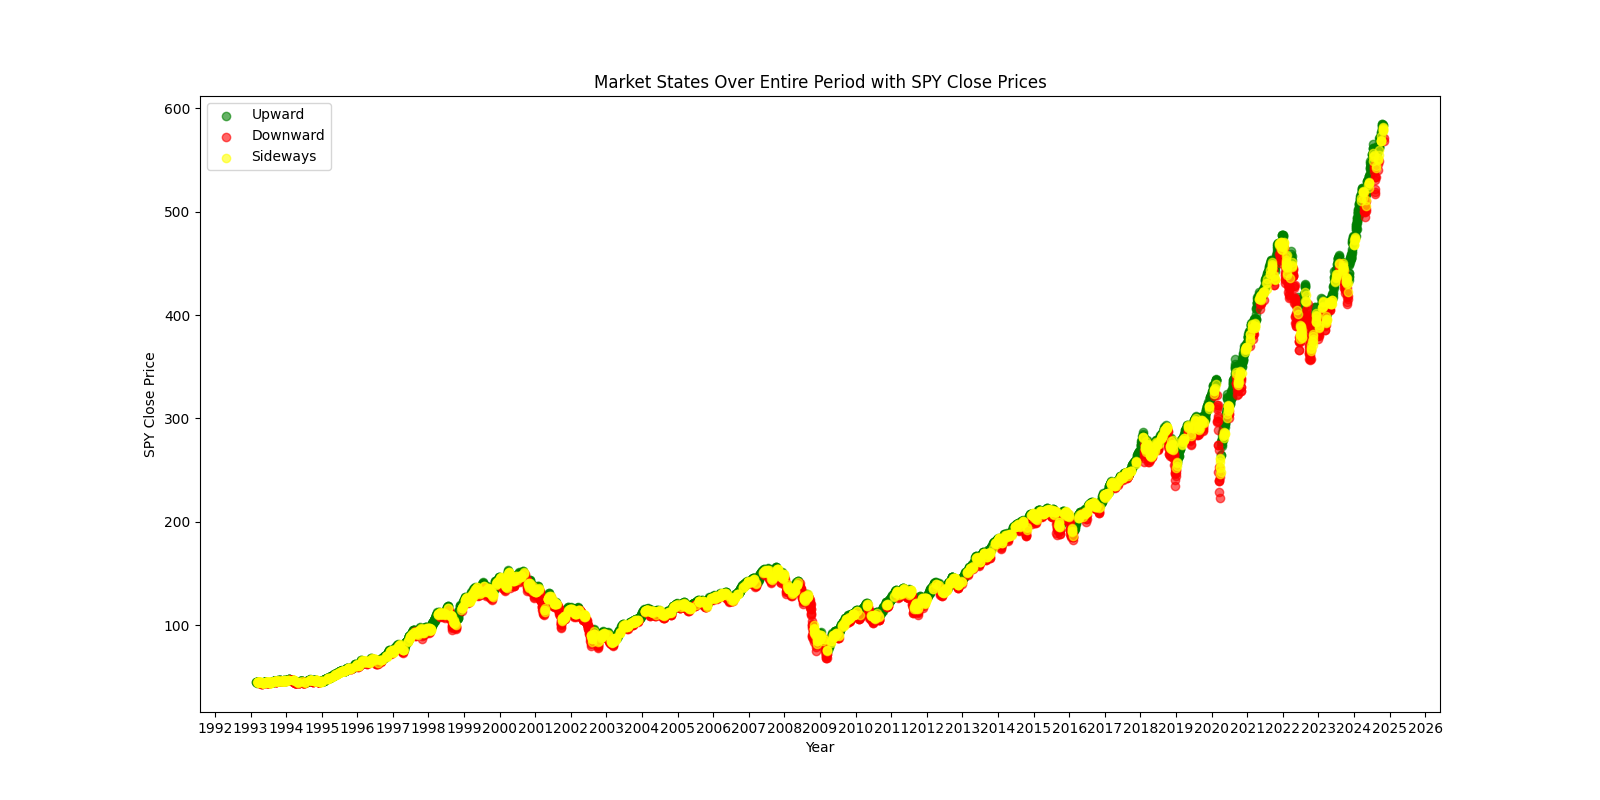 Market States Over Entire Period with SPY Close Prices
Upward
Downward
Sideways
600
500
400
300
200
100
SPY Close Price
1992 1993 1994 1995 1996 1997 1998 1999 2000 2001 2002 2003 2004 2005 2006 2007 2008 2009 2010 2011 2012 2013 2014 2015 2016 2017 2018 2019 2020 2021 2022 2023 2024 2025 2026
Year